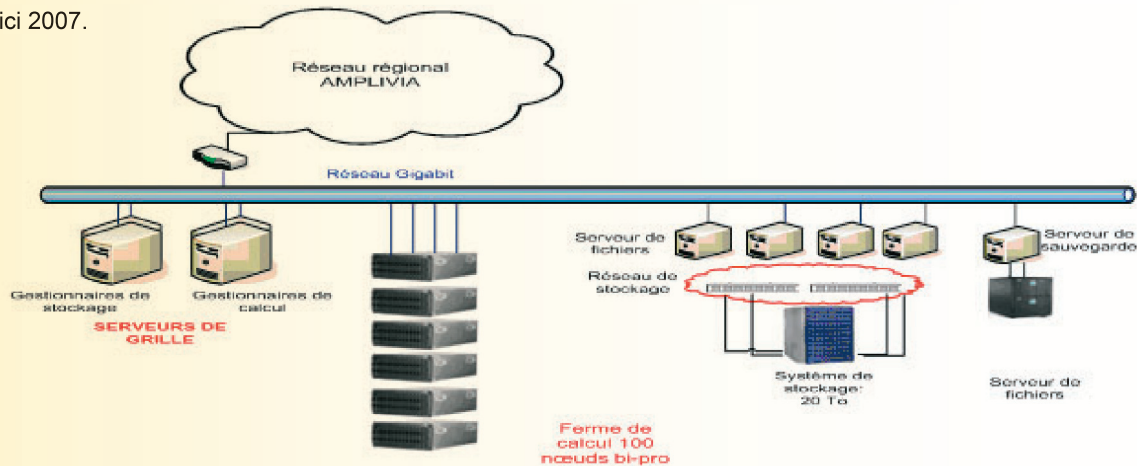 ici 2007.
Réseau régional
AMPLIVIA
Réseau Gigabit
Gestionnaires de
stockage
Gestionnaires de
calcul
SERVEURS DE
GRILLE
Serveur de
fichiers
Réseau de
stockage
Serveur de
sauvegarde
Système de
stockage:
20 To
Serveur de
fichiers
Ferme de
calcul 100
nœuds bi-pro